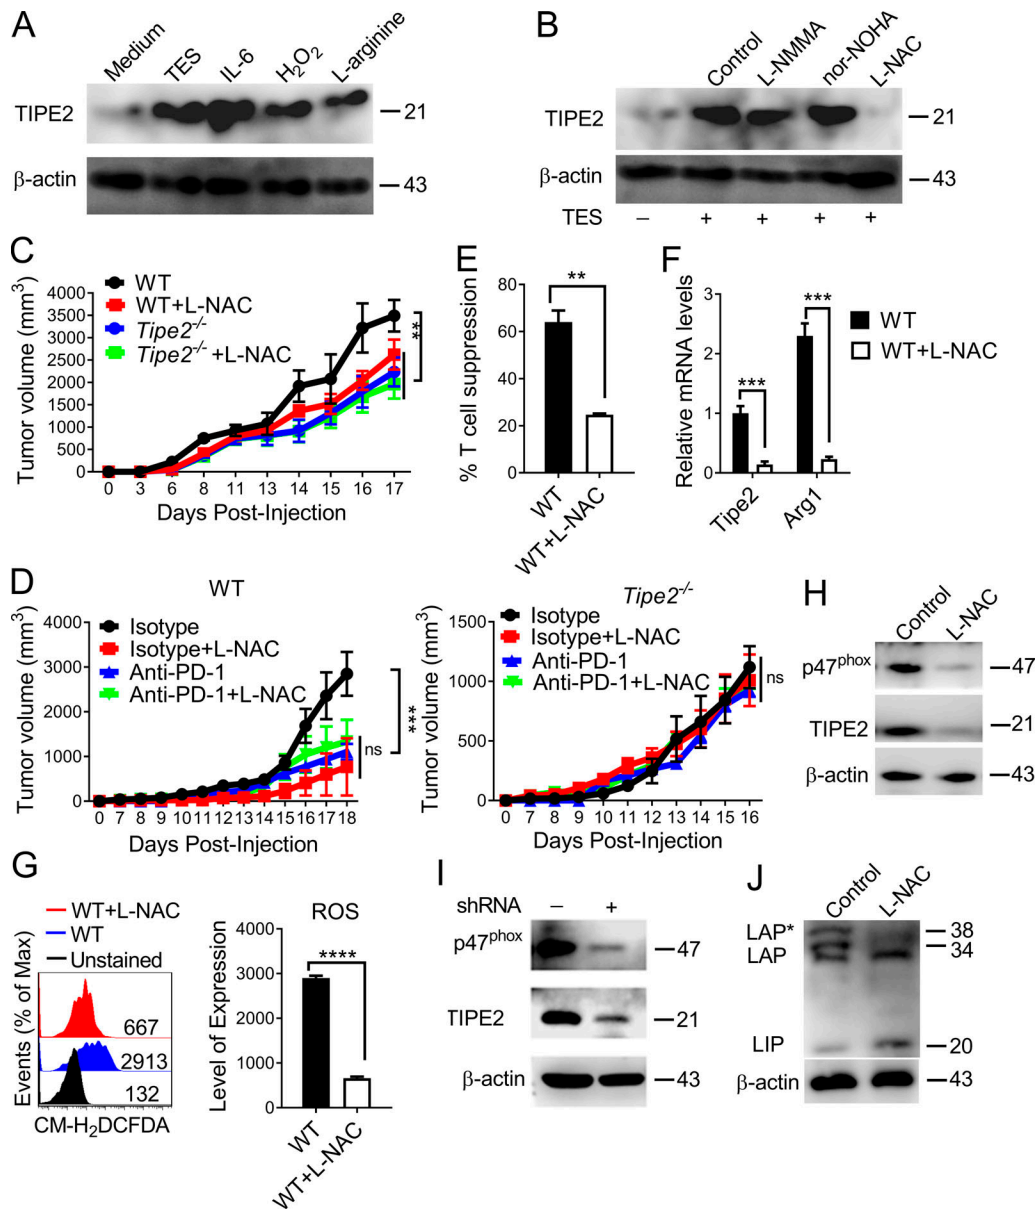 A
Medium
TES
IL-6
H₂O₂
L-arginine
TIPE2
21
β-actin
43
B
Control
L-NMMA
nor-NOHA
L-NAC
TIPE2
21
β-actin
43
TES
– + + + +
C
WT
WT+L-NAC
Tipe2⁻/⁻
Tipe2⁻/⁻ +L-NAC
**
Tumor volume (mm³)
4000
3500
3000
2500
2000
1500
1000
500
0
0 3 6 8 11 13 14 15 16 17
Days Post-Injection
E
% T cell suppression
80
60
40
20
0
**
WT
WT+L-NAC
F
Relative mRNA levels
3
2
1
0
***
***
WT
WT+L-NAC
Tipe2
Arg1
D
WT
Isotype
Isotype+L-NAC
Anti-PD-1
Anti-PD-1+L-NAC
***
ns
Tumor volume (mm³)
4000
3000
2000
1000
0
0 7 8 9 10 11 12 13 14 15 16 17 18
Days Post-Injection
Tipe2⁻/⁻
Isotype
Isotype+L-NAC
Anti-PD-1
Anti-PD-1+L-NAC
ns
Tumor volume (mm³)
1500
1000
500
0
0 7 8 9 10 11 12 13 14 15 16
Days Post-Injection
H
Control
L-NAC
p47ᵖʰᵒˣ
47
TIPE2
21
β-actin
43
G
WT+L-NAC
WT
Unstained
Events (% of Max)
667
2913
132
CM-H₂DCFDA
ROS
Level of Expression
4000
3000
2000
1000
0
****
WT
WT+L-NAC
I
shRNA – +
p47ᵖʰᵒˣ
47
TIPE2
21
β-actin
43
J
Control
L-NAC
LAP*
38
LAP
34
LIP
20
β-actin
43